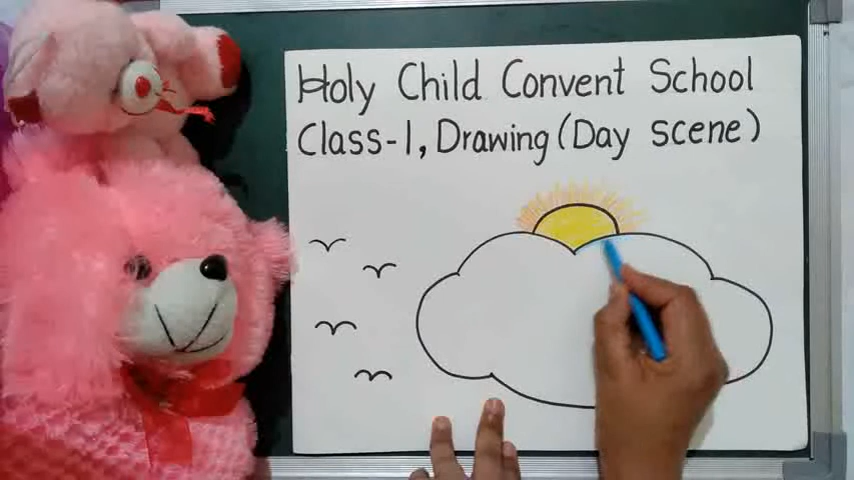 Holy Child Convent School
Class-1, Drawing (Day scene)